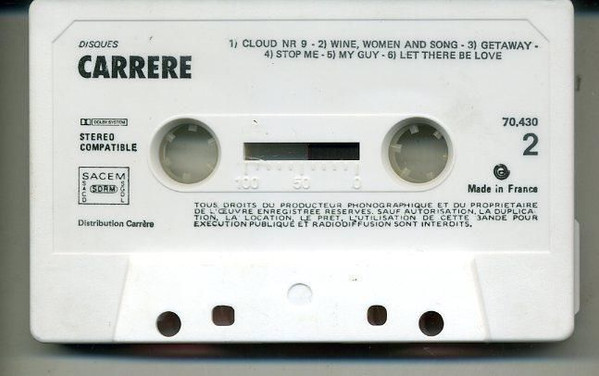 DISQUES
CARRERE
1) CLOUD NR 9 - 2) WINE, WOMEN AND SONG - 3) GETAWAY -
4) STOP ME - 5) MY GUY - 6) LET THERE BE LOVE
DOLBY SYSTEM
STEREO
COMPATIBLE
70,430
2
SACEM
SDRM
Made in France
Distribution Carrère
100 50 0
TOUS DROITS DU PRODUCTEUR PHONOGRAPHIQUE ET DU PROPRIETAIRE
DE L'ŒUVRE ENREGISTREE RESERVES. SAUF AUTORISATION, LA DUPLICA-
TION, LA LOCATION, LE PRET, L'UTILISATION DE CETTE BANDE POUR
EXECUTION PUBLIQUE ET RADIODIFFUSION SONT INTERDITS.